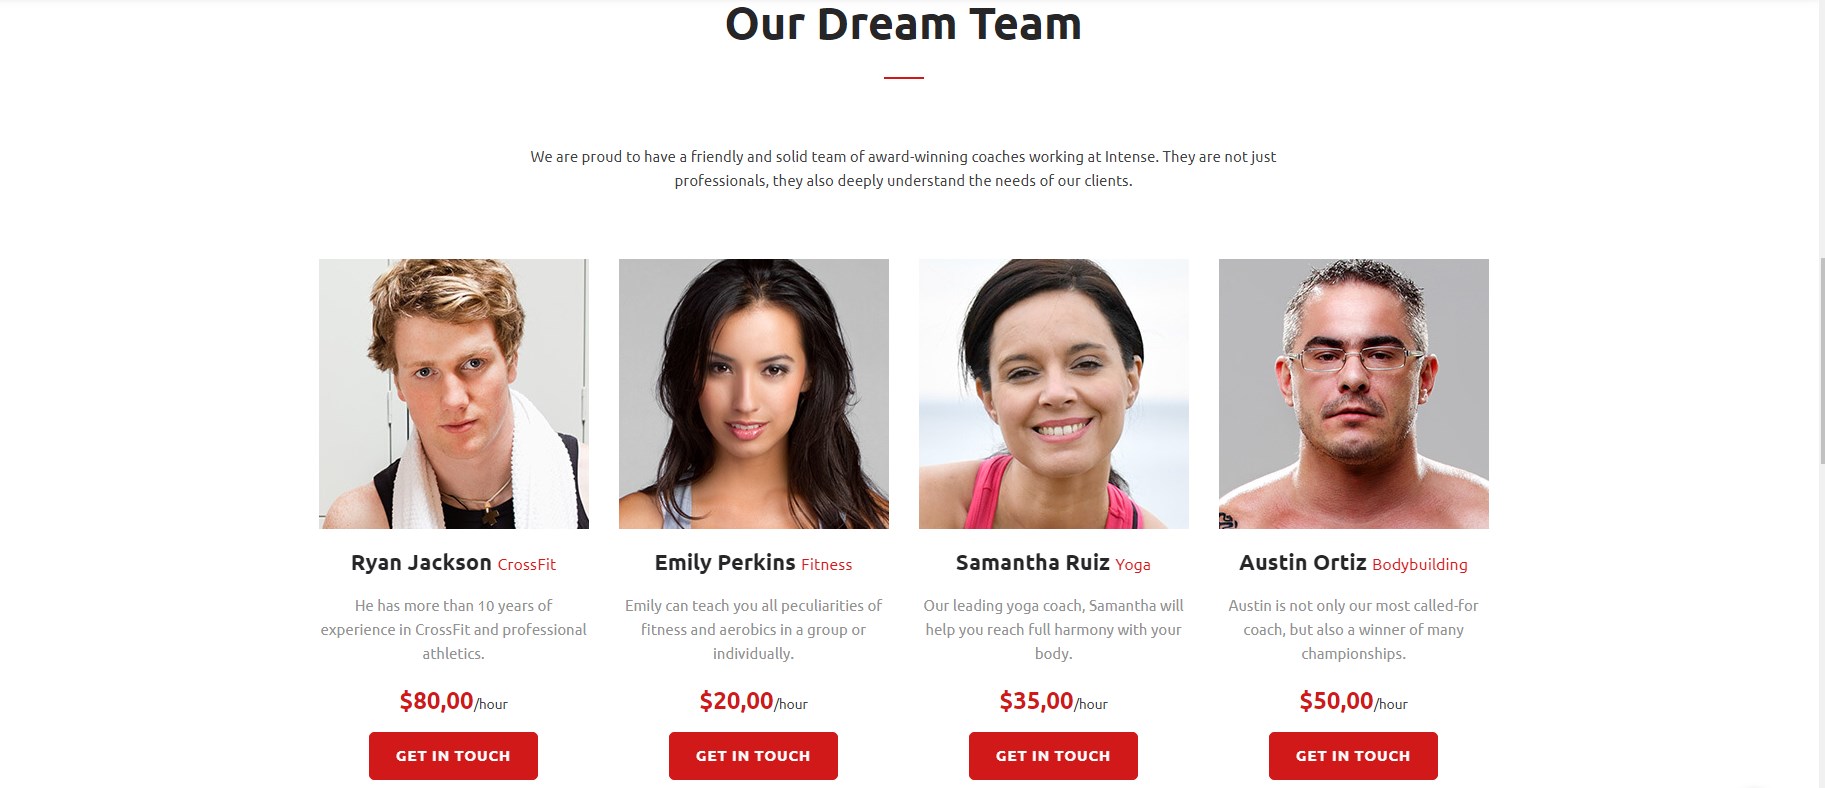 Our Dream Team
We are proud to have a friendly and solid team of award-winning coaches working at Intense. They are not just
professionals, they also deeply understand the needs of our clients.
Ryan Jackson CrossFit
He has more than 10 years of
experience in CrossFit and professional
athletics.
$80,00/hour
GET IN TOUCH
Emily Perkins Fitness
Emily can teach you all peculiarities of
fitness and aerobics in a group or
individually.
$20,00/hour
GET IN TOUCH
Samantha Ruiz Yoga
Our leading yoga coach, Samantha will
help you reach full harmony with your
body.
$35,00/hour
GET IN TOUCH
Austin Ortiz Bodybuilding
Austin is not only our most called-for
coach, but also a winner of many
championships.
$50,00/hour
GET IN TOUCH